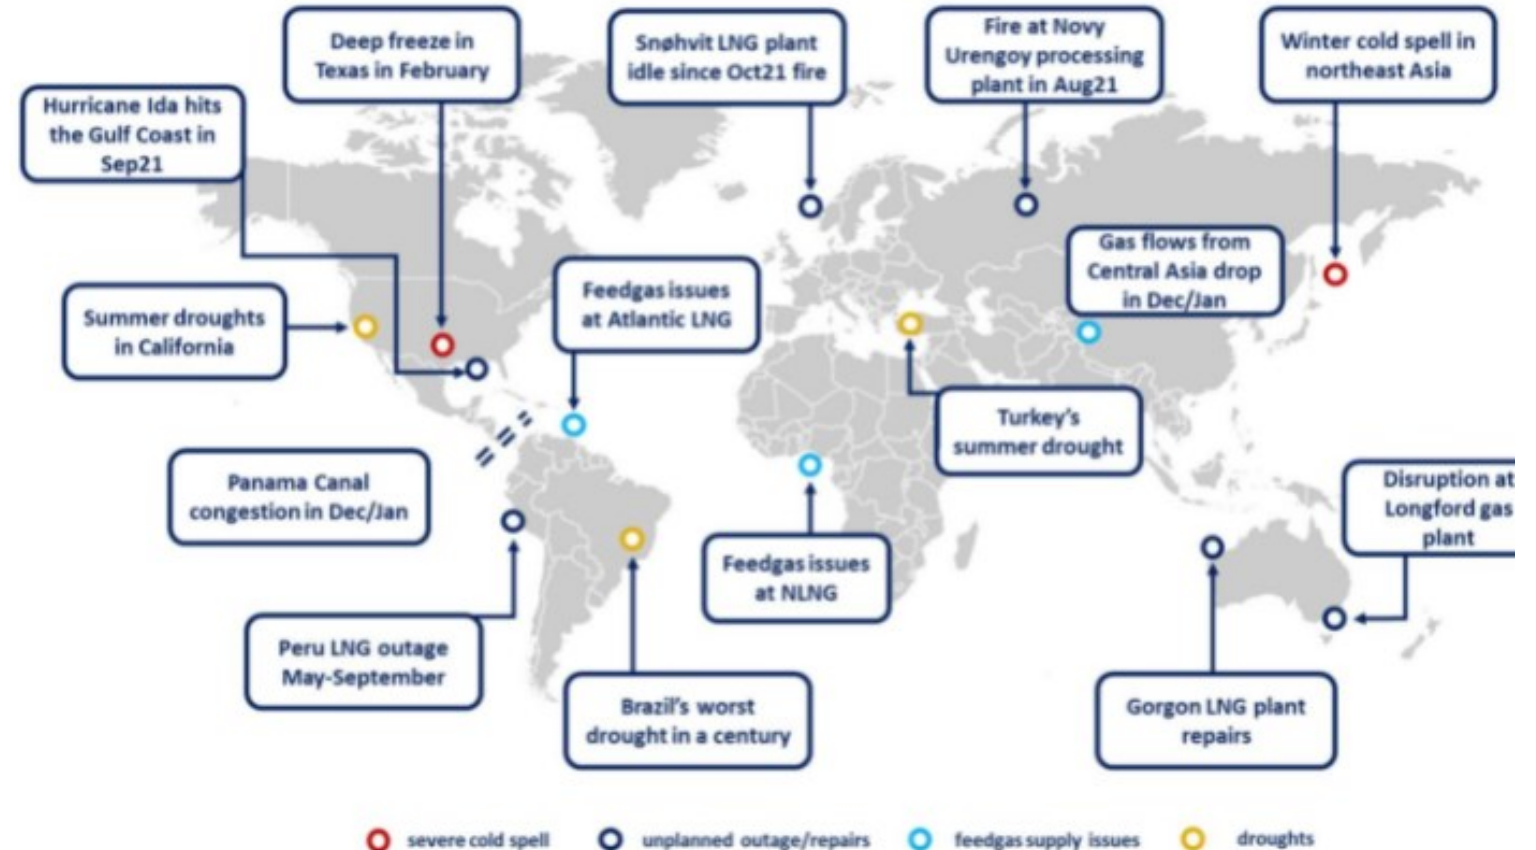 Deep freeze in
Texas in February
Snøhvit LNG plant
idle since Oct21 fire
Fire at Novy
Urengoy processing
plant in Aug21
Winter cold spell in
northeast Asia
Hurricane Ida hits
the Gulf Coast in
Sep21
Gas flows from
Central Asia drop
in Dec/Jan
Feedgas issues
at Atlantic LNG
Summer droughts
in California
Turkey's
summer drought
Panama Canal
congestion in Dec/Jan
Disruption at
Longford gas
plant
Feedgas issues
at NLNG
Peru LNG outage
May-September
Brazil's worst
drought in a century
Gorgon LNG plant
repairs
severe cold spell
unplanned outage/repairs
feedgas supply issues
droughts